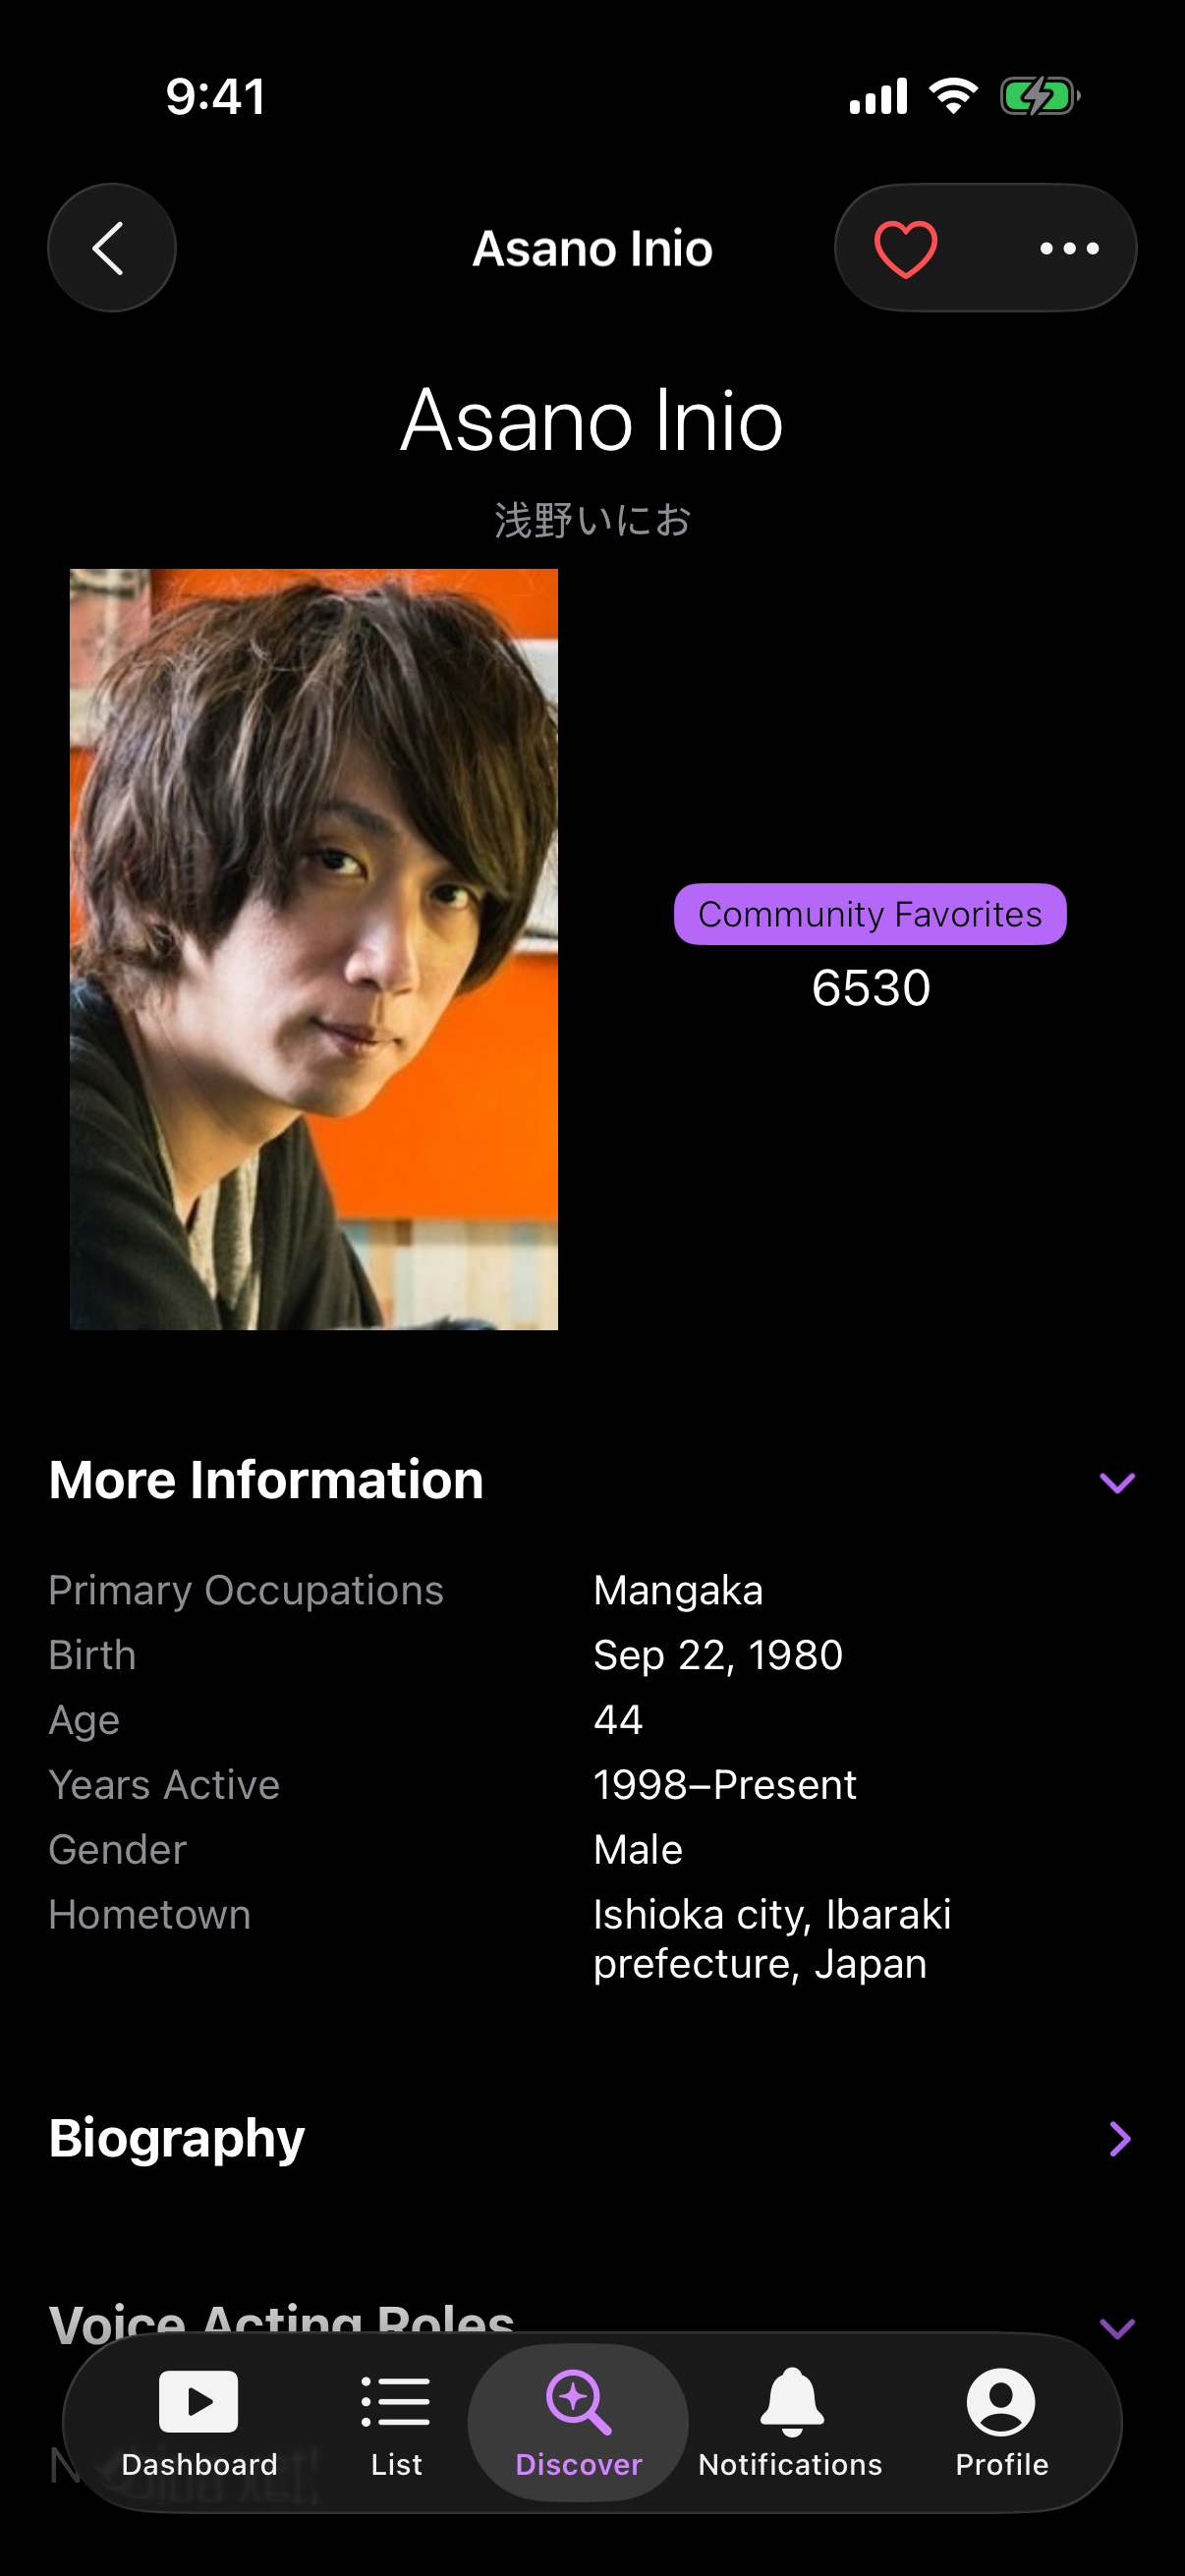 9:41
Asano Inio
Asano Inio
浅野いにお
Community Favorites
6530
More Information
Primary Occupations Mangaka
Birth Sep 22, 1980
Age 44
Years Active 1998–Present
Gender Male
Hometown Ishioka city, Ibaraki
prefecture, Japan
Biography
Voice Acting Roles
Dashboard List Discover Notifications Profile